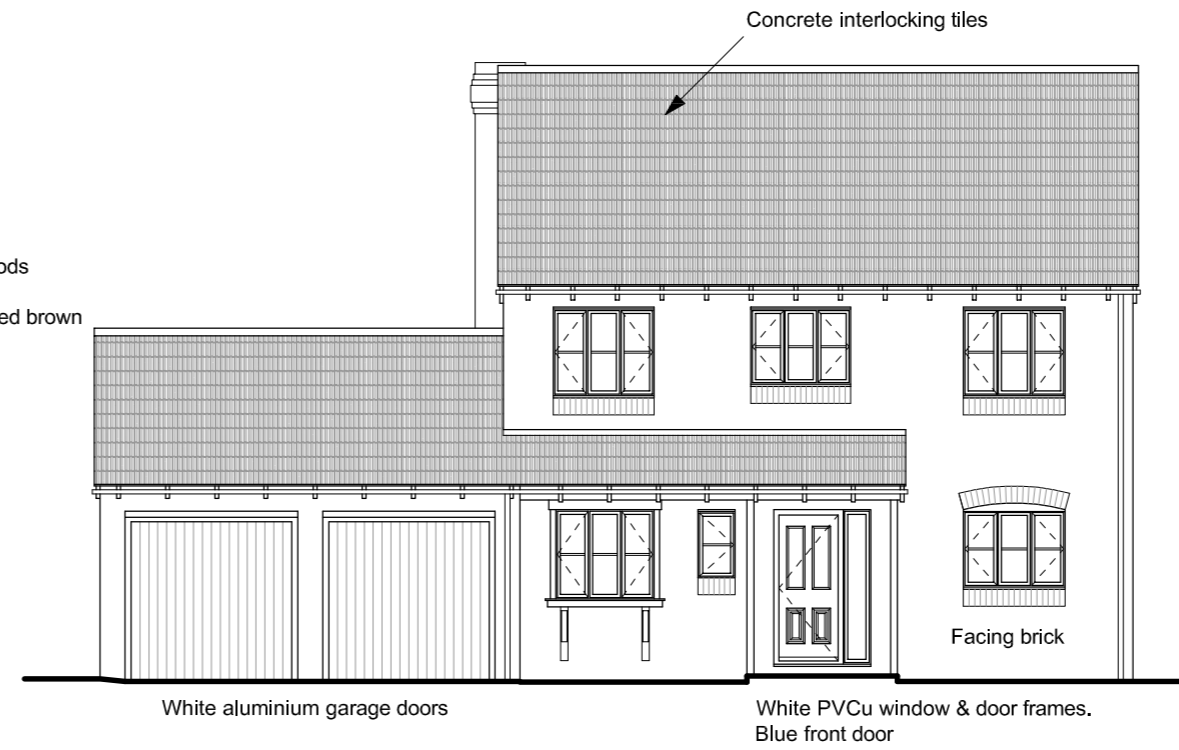 Concrete interlocking tiles
ods
ed brown
Facing brick
White aluminium garage doors
White PVCu window & door frames.
Blue front door